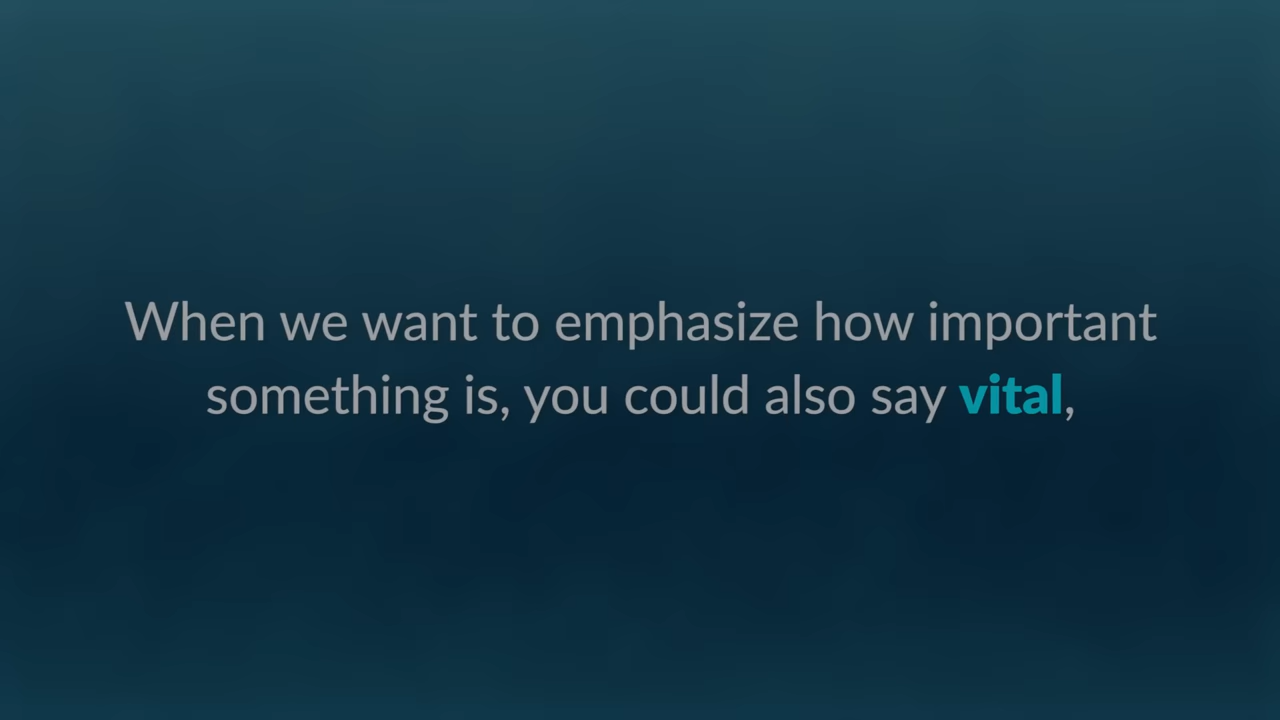 When we want to emphasize how important
something is, you could also say vital,